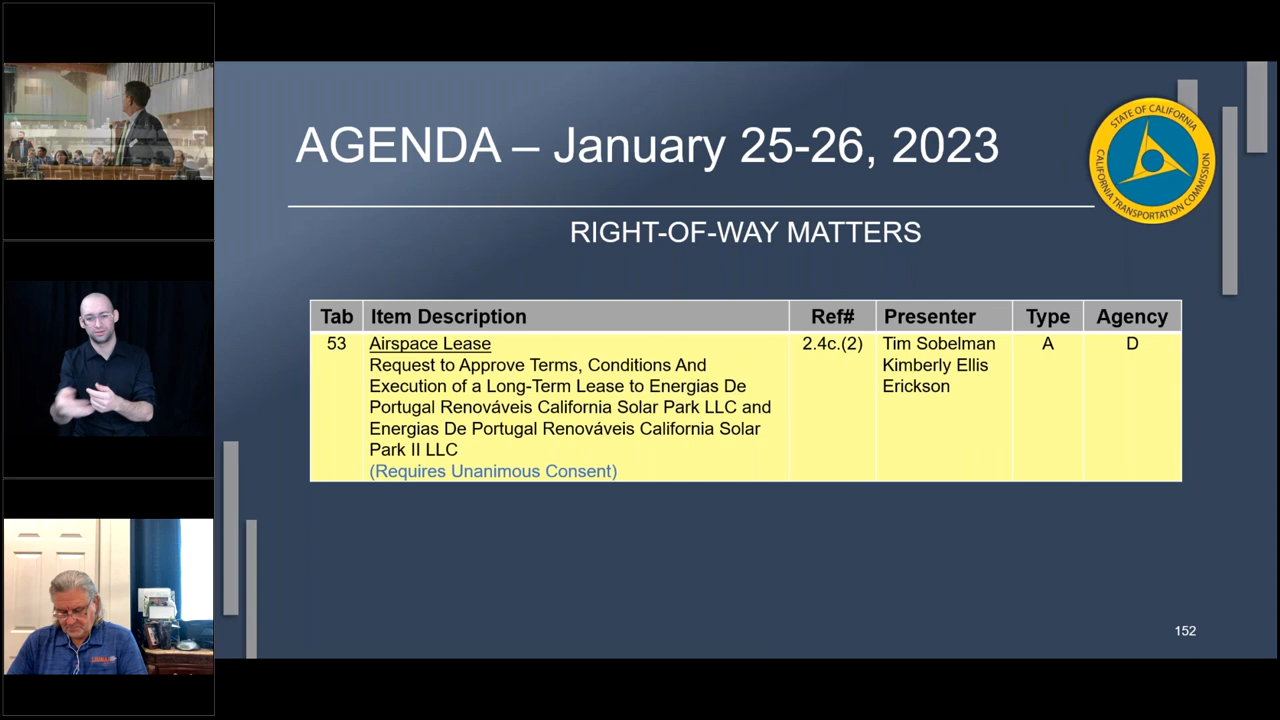 AGENDA – January 25-26, 2023
STATE OF CALIFORNIA
CALIFORNIA TRANSPORTATION COMMISSION
RIGHT-OF-WAY MATTERS
Tab Item Description Ref# Presenter Type Agency
53 Airspace Lease 2.4c.(2) Tim Sobelman A D
Request to Approve Terms, Conditions And Kimberly Ellis
Execution of a Long-Term Lease to Energias De Erickson
Portugal Renováveis California Solar Park LLC and
Energias De Portugal Renováveis California Solar
Park II LLC
(Requires Unanimous Consent)
152